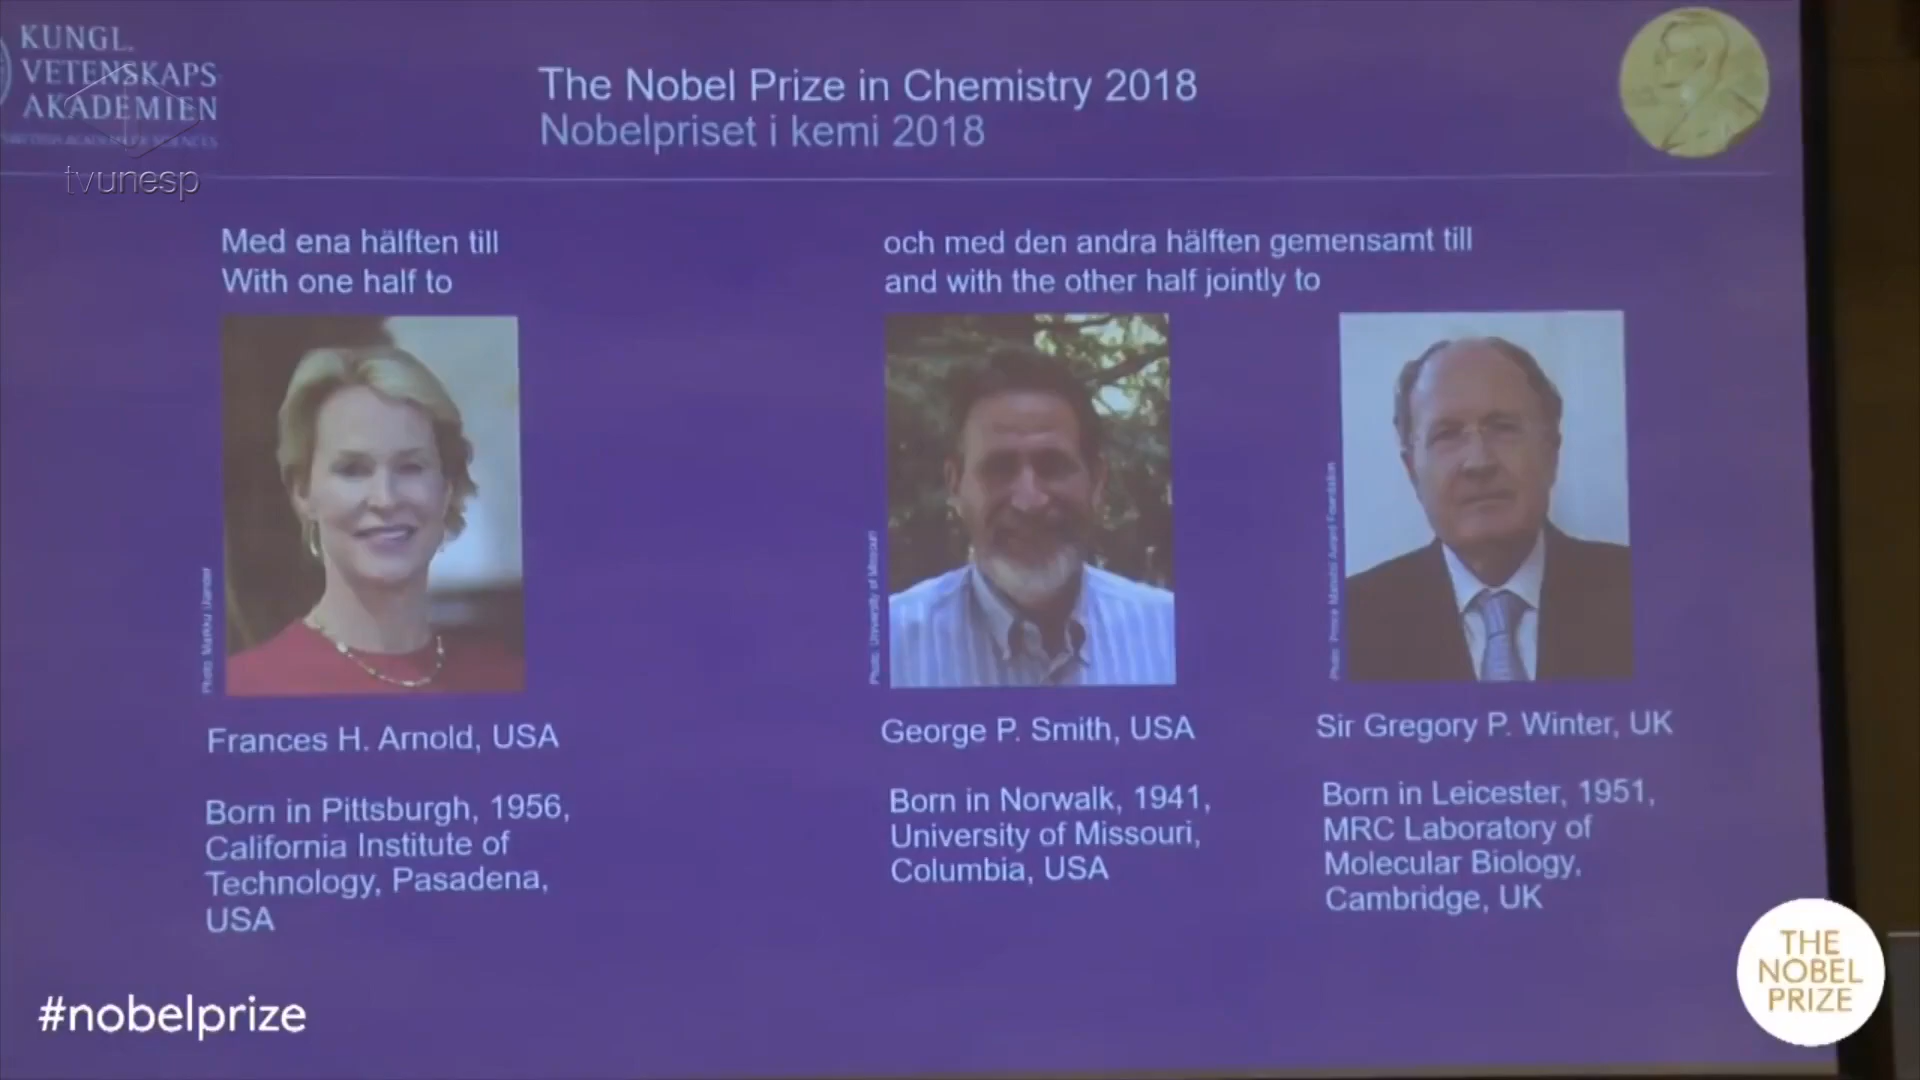 KUNGL.
VETENSKAPS
AKADEMIEN
tvunesp
The Nobel Prize in Chemistry 2018
Nobelpriset i kemi 2018
Med ena hälften till
With one half to
och med den andra hälften gemensamt till
and with the other half jointly to
Photo: University of Missouri
Frances H. Arnold, USA
Born in Pittsburgh, 1956,
California Institute of
Technology, Pasadena,
USA
George P. Smith, USA
Born in Norwalk, 1941,
University of Missouri,
Columbia, USA
Sir Gregory P. Winter, UK
Born in Leicester, 1951,
MRC Laboratory of
Molecular Biology,
Cambridge, UK
#nobelprize
THE
NOBEL
PRIZE